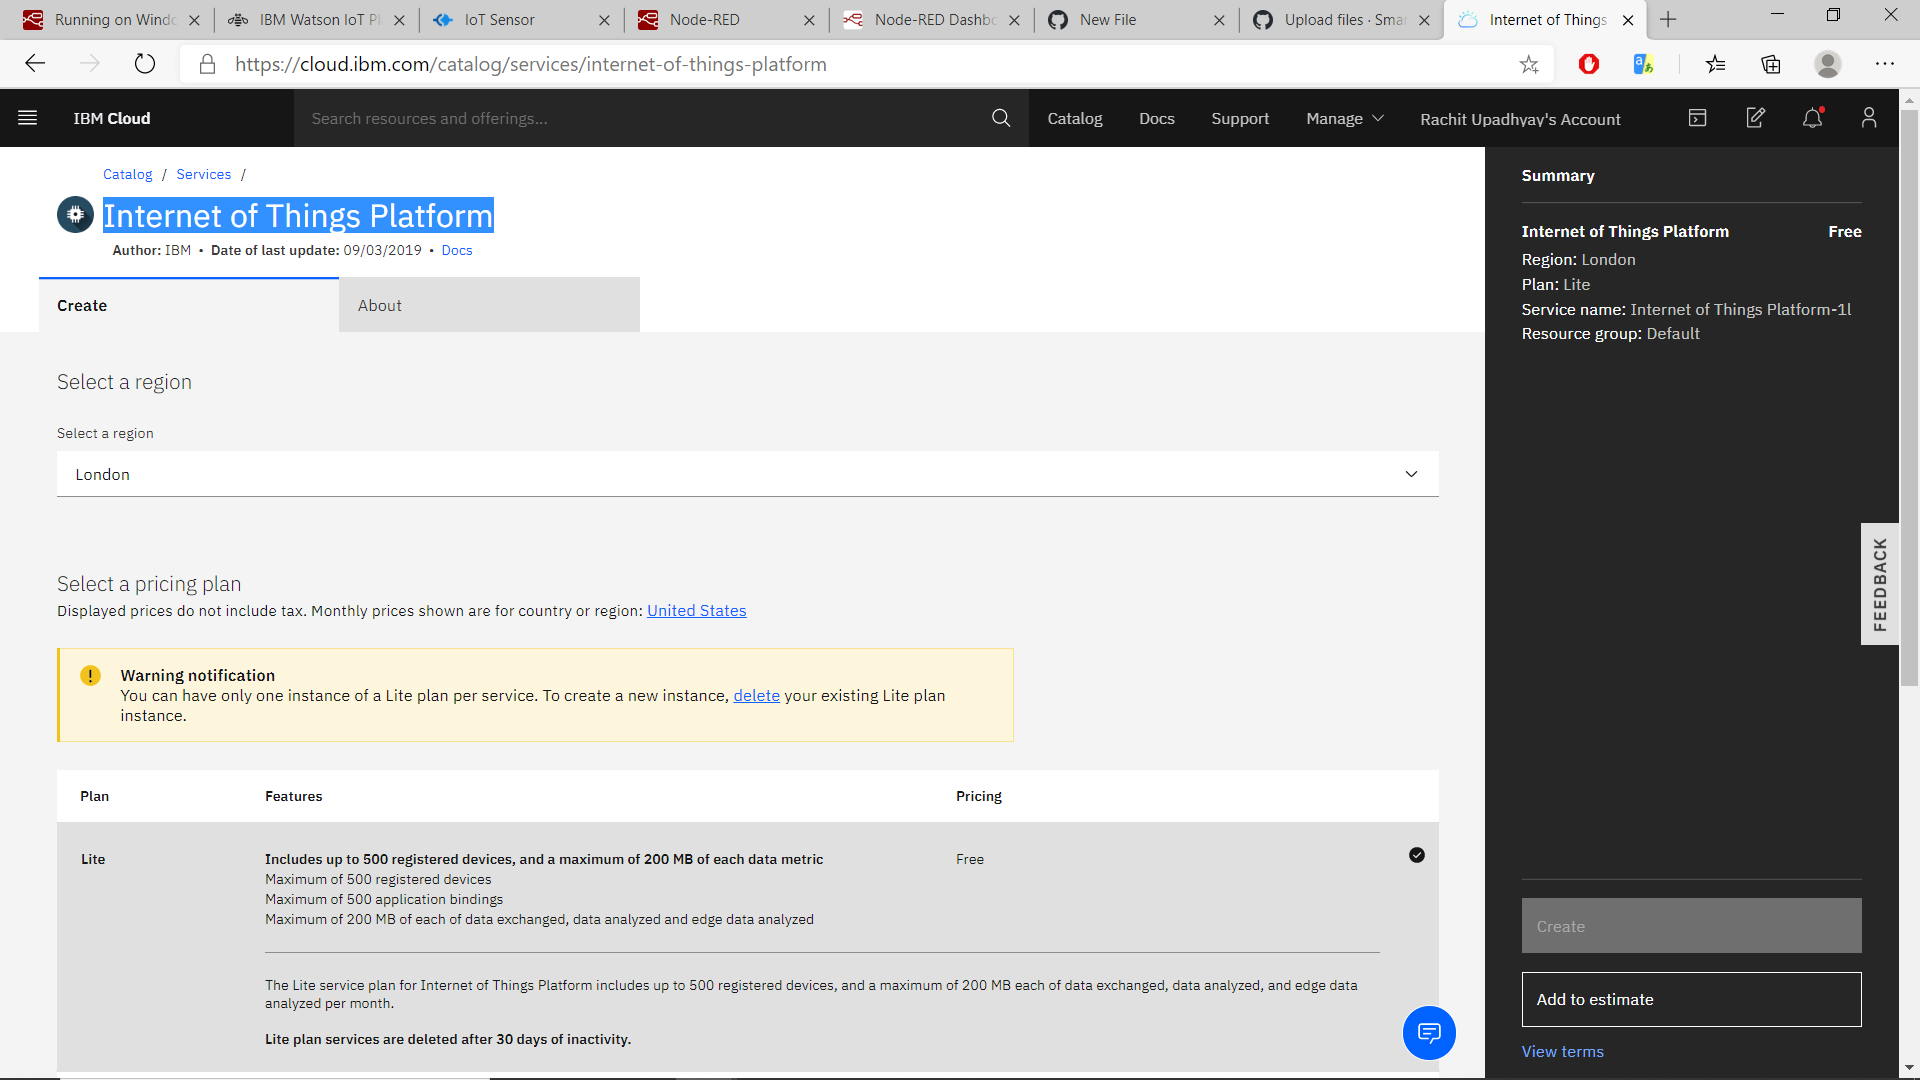 Running on Windo
IBM Watson IoT Pl
IoT Sensor
Node-RED
Node-RED Dashbo
New File
Upload files · Smar
Internet of Things
https://cloud.ibm.com/catalog/services/internet-of-things-platform
IBM Cloud
Search resources and offerings...
Catalog
Docs
Support
Manage
Rachit Upadhyay's Account
Catalog / Services /
Internet of Things Platform
Author: IBM • Date of last update: 09/03/2019 • Docs
Create
About
Select a region
Select a region
London
Select a pricing plan
Displayed prices do not include tax. Monthly prices shown are for country or region: United States
Warning notification
You can have only one instance of a Lite plan per service. To create a new instance, delete your existing Lite plan
instance.
Plan
Features
Pricing
Lite
Includes up to 500 registered devices, and a maximum of 200 MB of each data metric
Free
Maximum of 500 registered devices
Maximum of 500 application bindings
Maximum of 200 MB of each of data exchanged, data analyzed and edge data analyzed
The Lite service plan for Internet of Things Platform includes up to 500 registered devices, and a maximum of 200 MB each of data exchanged, data analyzed, and edge data
analyzed per month.
Lite plan services are deleted after 30 days of inactivity.
Summary
Internet of Things Platform
Free
Region: London
Plan: Lite
Service name: Internet of Things Platform-1l
Resource group: Default
FEEDBACK
Create
Add to estimate
View terms